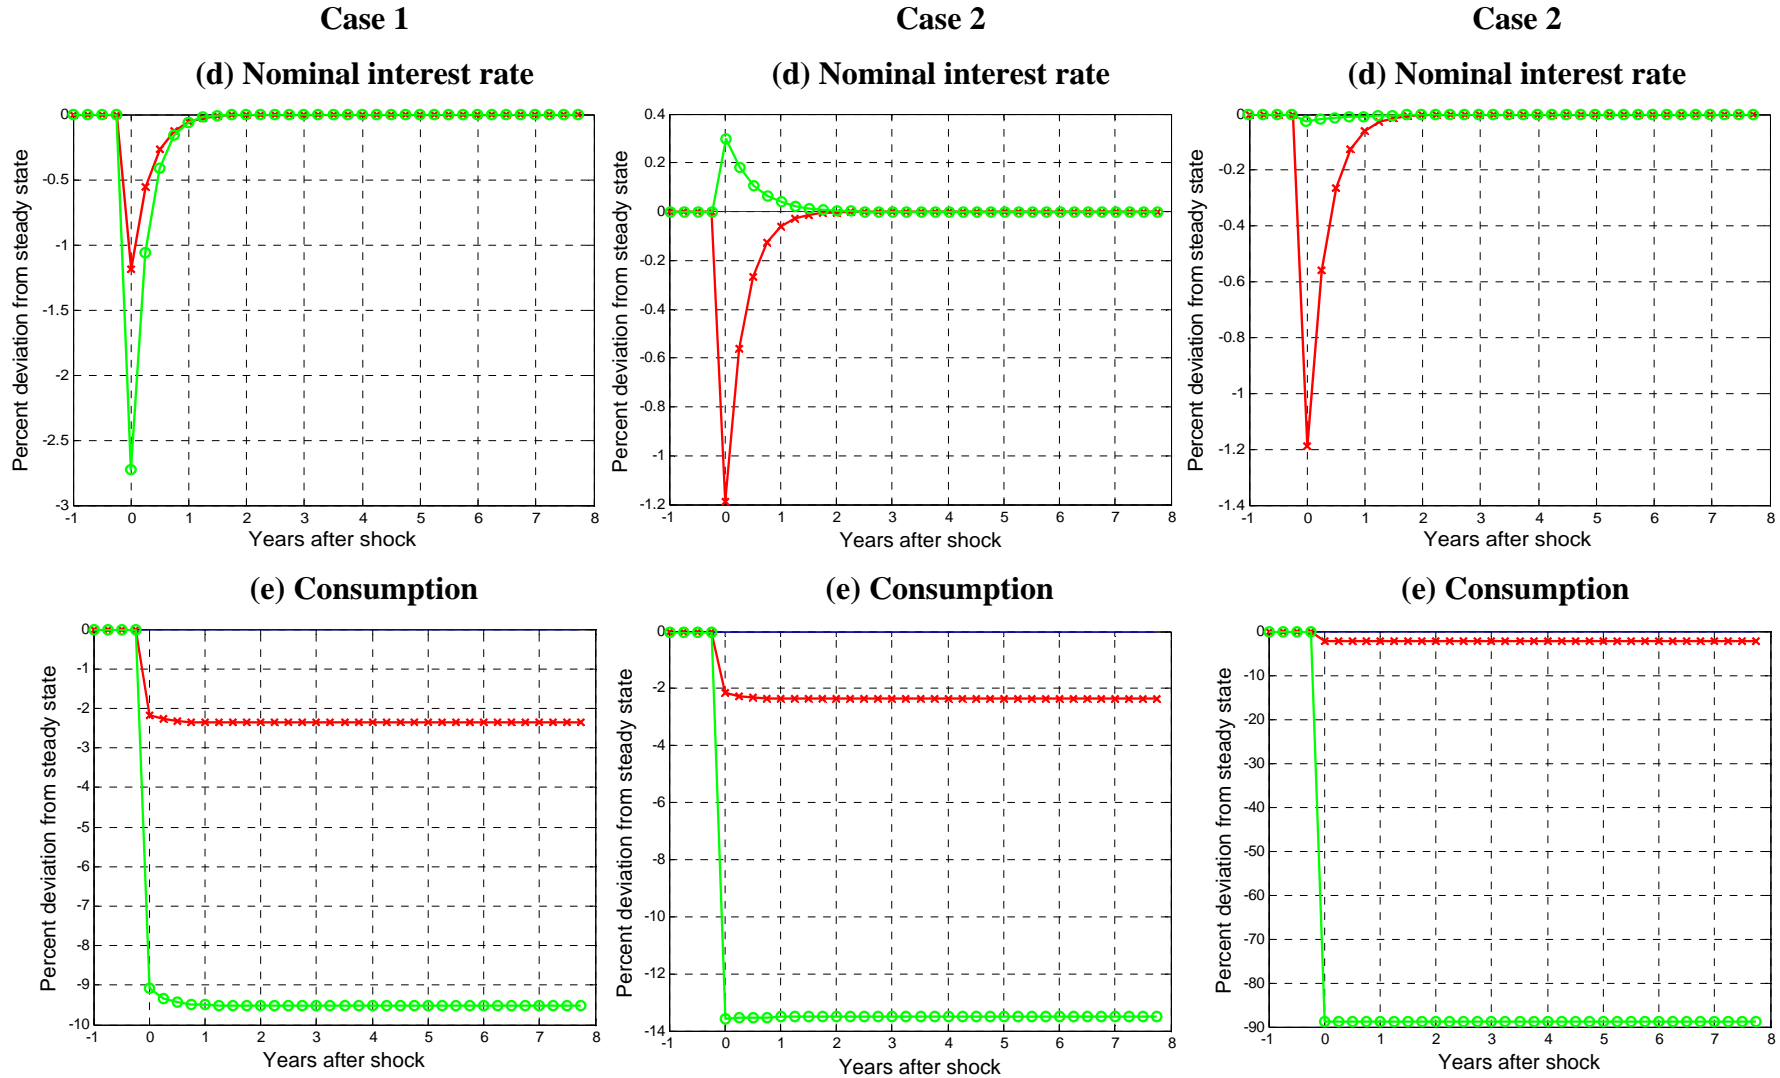 Case 1
Case 2
Case 2
(d) Nominal interest rate
(d) Nominal interest rate
(d) Nominal interest rate
Percent deviation from steady state
0
-0.5
-1
-1.5
-2
-2.5
-3
-1 0 1 2 3 4 5 6 7 8
Years after shock
Percent deviation from steady state
0.4
0.2
0
-0.2
-0.4
-0.6
-0.8
-1
-1.2
-1 0 1 2 3 4 5 6 7 8
Years after shock
Percent deviation from steady state
0
-0.2
-0.4
-0.6
-0.8
-1
-1.2
-1.4
-1 0 1 2 3 4 5 6 7 8
Years after shock
(e) Consumption
(e) Consumption
(e) Consumption
Percent deviation from steady state
0
-1
-2
-3
-4
-5
-6
-7
-8
-9
-10
-1 0 1 2 3 4 5 6 7 8
Years after shock
Percent deviation from steady state
0
-2
-4
-6
-8
-10
-12
-14
-1 0 1 2 3 4 5 6 7 8
Years after shock
Percent deviation from steady state
0
-10
-20
-30
-40
-50
-60
-70
-80
-90
-1 0 1 2 3 4 5 6 7 8
Years after shock